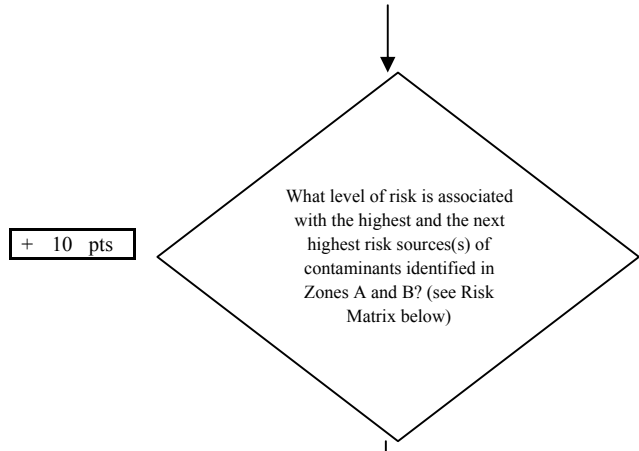 What level of risk is associated
with the highest and the next
highest risk sources(s) of
+ 10 pts
contaminants identified in
Zones A and B? (see Risk
Matrix below)